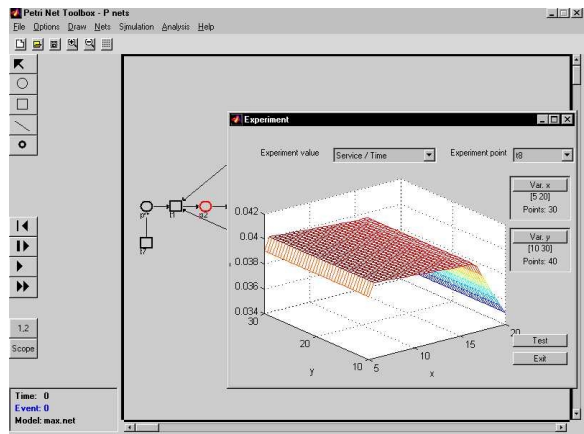 Petri Net Toolbox - P nets
File Options Draw Nets Simulation Analysis Help
Experiment
Experiment value Service / Time Experiment point t8
Var. x
[5 20]
Points: 30
Var. y
[10 30]
Points: 40
0.042
0.04
0.038
0.036
0.034
30
20
10
5
10
15
20
y
x
Test
Exit
1,2
Scope
Time: 0
Event: 0
Model: max.net